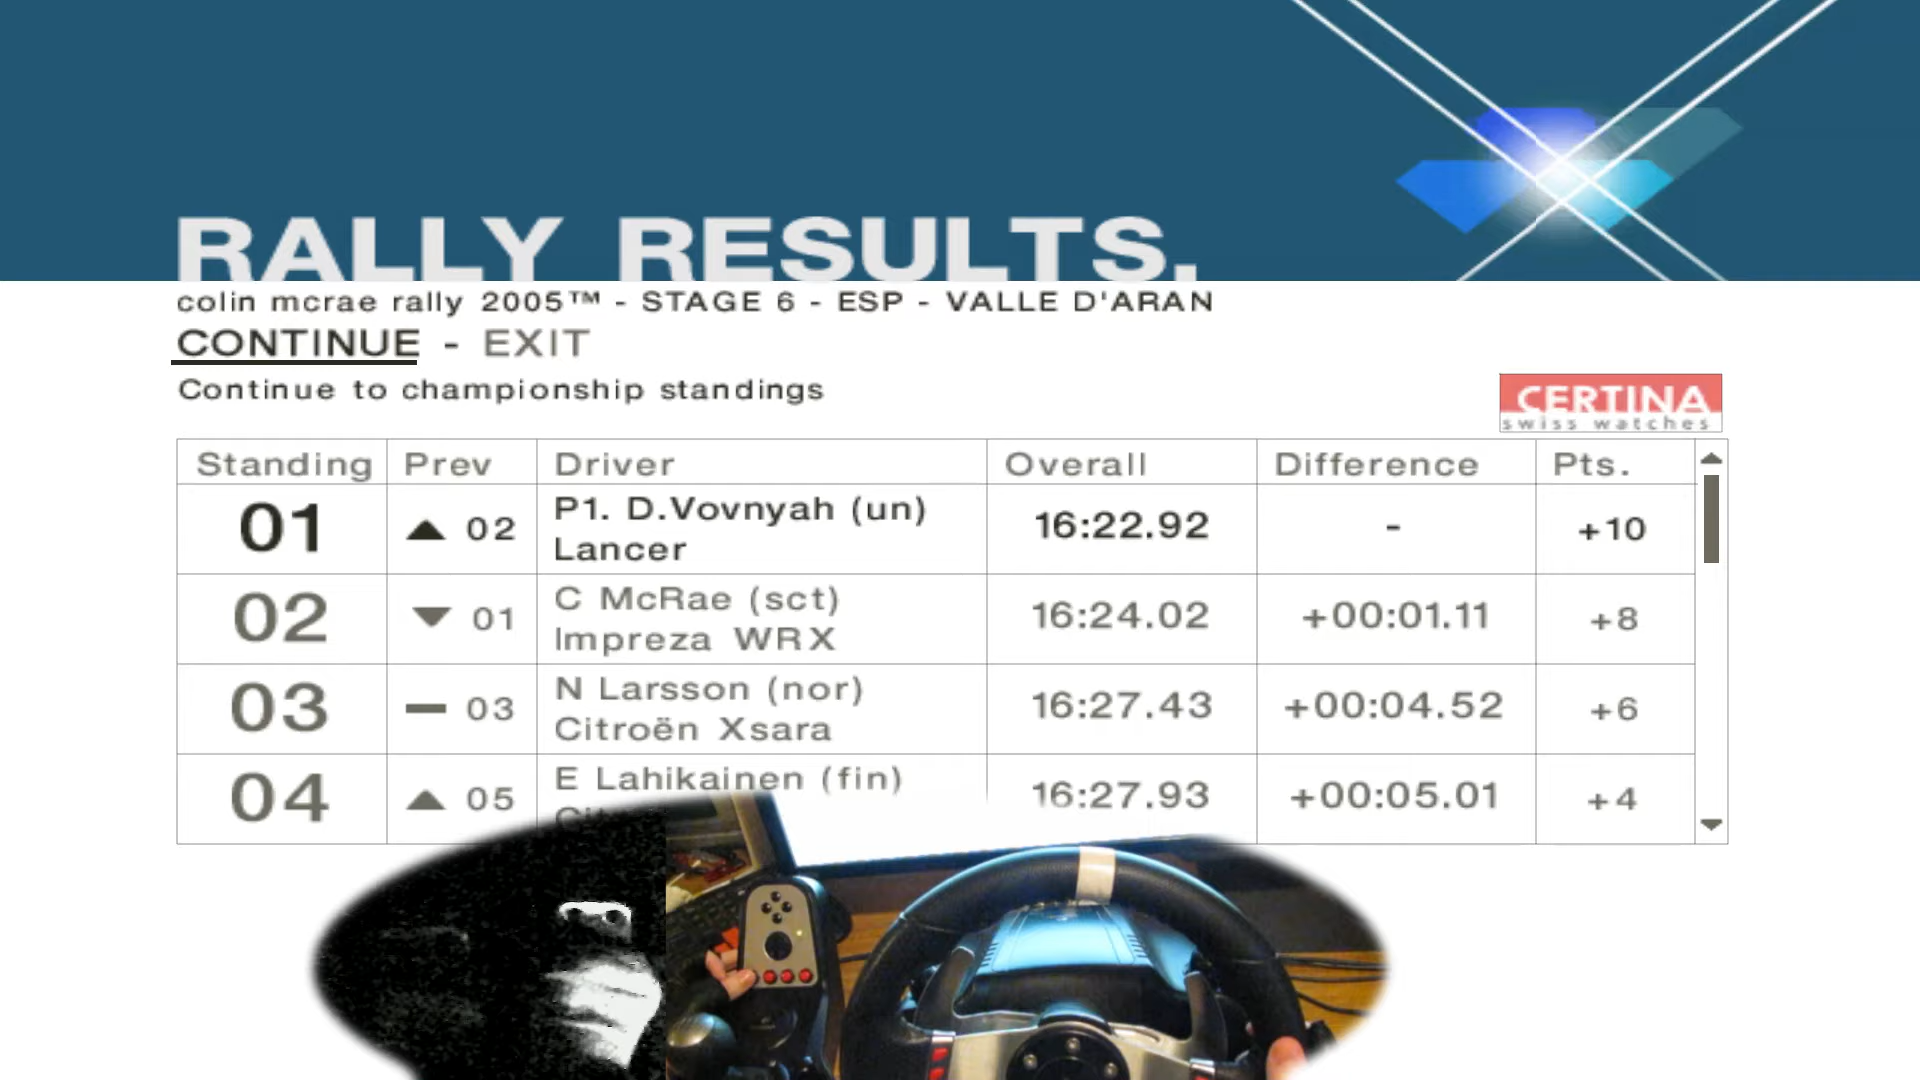 RALLY RESULTS.
colin mcrae rally 2005™ - STAGE 6 - ESP - VALLE D'ARAN
CONTINUE - EXIT
Continue to championship standings
CERTINA
swiss watches
Standing Prev Driver Overall Difference Pts.
01 02 P1. D.Vovnyah (un) 16:22.92 - +10
Lancer
02 01 C McRae (sct) 16:24.02 +00:01.11 +8
Impreza WRX
03 03 N Larsson (nor) 16:27.43 +00:04.52 +6
Citroën Xsara
04 05 E Lahikainen (fin) 16:27.93 +00:05.01 +4